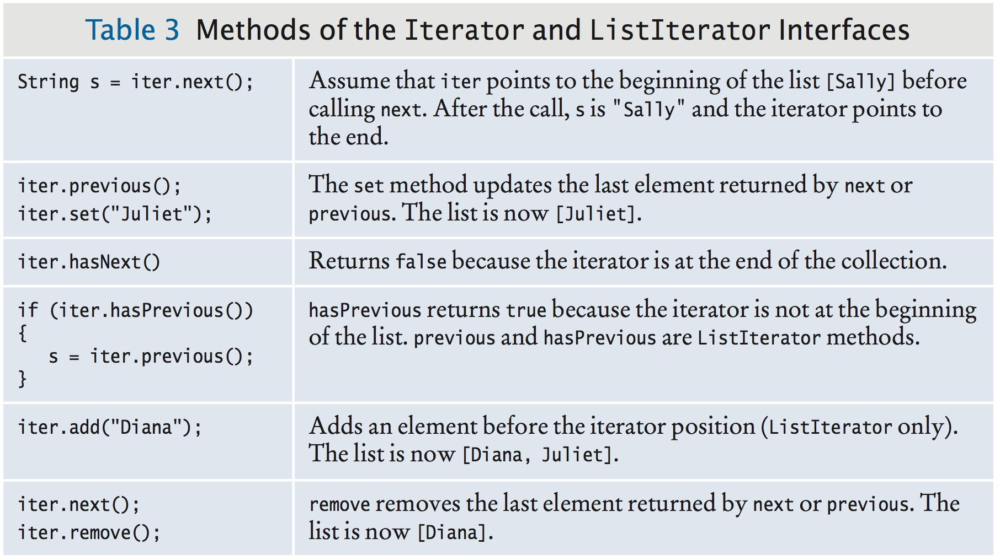 Table 3 Methods of the Iterator and ListIterator Interfaces
String s = iter.next();
Assume that iter points to the beginning of the list [Sally] before
calling next. After the call, s is "Sally" and the iterator points to
the end.
iter.previous();
iter.set("Juliet");
The set method updates the last element returned by next or
previous. The list is now [Juliet].
iter.hasNext()
Returns false because the iterator is at the end of the collection.
if (iter.hasPrevious())
{
   s = iter.previous();
}
hasPrevious returns true because the iterator is not at the beginning
of the list. previous and hasPrevious are ListIterator methods.
iter.add("Diana");
Adds an element before the iterator position (ListIterator only).
The list is now [Diana, Juliet].
iter.next();
iter.remove();
remove removes the last element returned by next or previous. The
list is now [Diana].